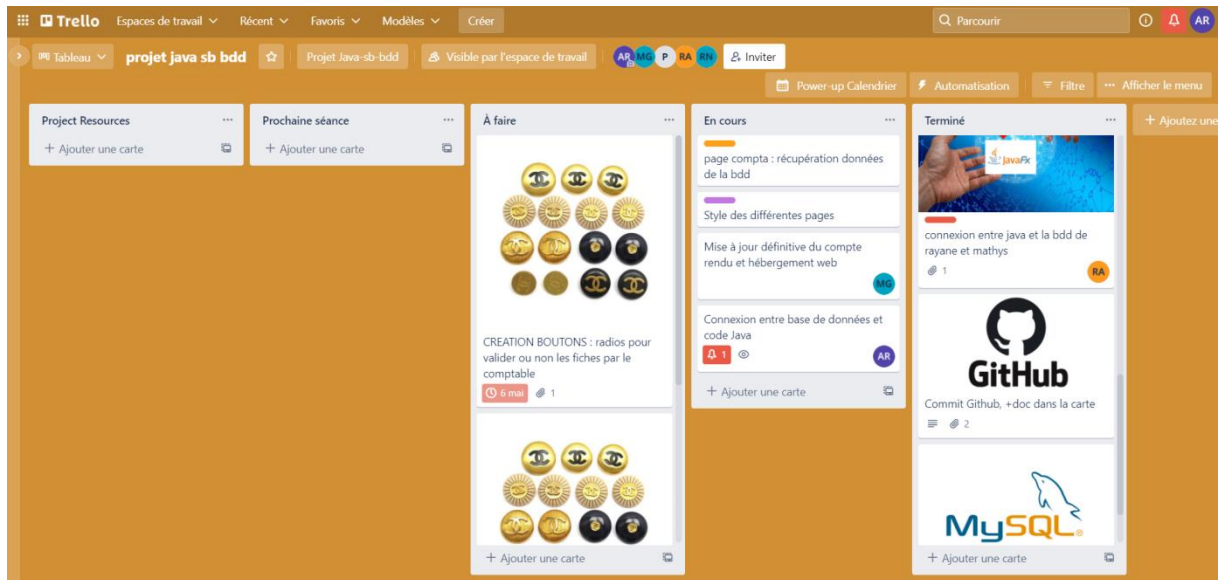 Trello Espaces de travail Récent Favoris Modèles Créer Parcourir AR
Tableau projet java sb bdd Projet Java-sb-bdd Visible par l'espace de travail AR MG P RA RN Inviter
Power-up Calendrier Automatisation Filtre Afficher le menu
Project Resources
+ Ajouter une carte
Prochaine séance
+ Ajouter une carte
À faire
CREATION BOUTONS : radios pour
valider ou non les fiches par le
comptable
6 mai 1
+ Ajouter une carte
En cours
page compta : récupération données
de la bdd
Style des différentes pages
Mise à jour définitive du compte
rendu et hébergement web
MG
Connexion entre base de données et
code Java
1 AR
+ Ajouter une carte
Terminé
JavaFx
connexion entre java et la bdd de
rayane et mathys
1 RA
GitHub
Commit Github, +doc dans la carte
2
MySQL
+ Ajouter une carte
+ Ajoutez une